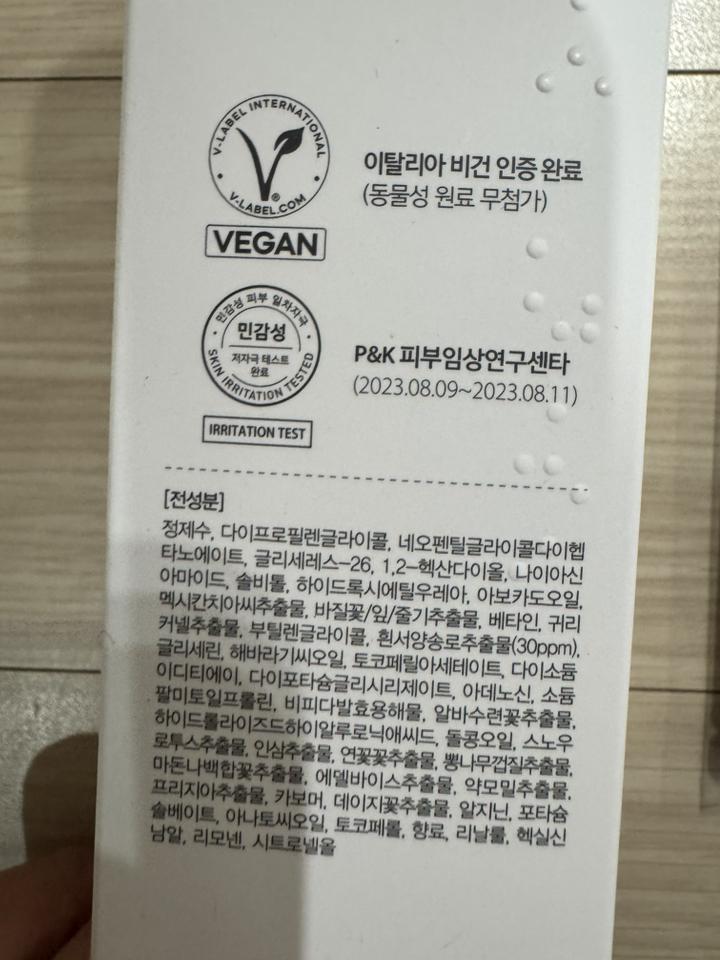 V-LABEL INTERNATIONAL
V-LABEL.COM
VEGAN
이탈리아 비건 인증 완료
(동물성 원료 무첨가)
민감성 피부 일차자극
민감성
저자극 테스트
완료
SKIN IRRITATION TESTED
IRRITATION TEST
P&K 피부임상연구센타
(2023.08.09~2023.08.11)
[전성분]
정제수, 다이프로필렌글라이콜, 네오펜틸글라이콜다이헵
타노에이트, 글리세레스-26, 1,2-헥산다이올, 나이아신
아마이드, 솔비톨, 하이드록시에틸우레아, 아보카도오일,
멕시칸치아씨추출물, 바질꽃/잎/줄기추출물, 베타인, 귀리
커넬추출물, 부틸렌글라이콜, 흰서양송로추출물(30ppm),
글리세린, 해바라기씨오일, 토코페릴아세테이트, 다이소듐
이디티에이, 다이포타슘글리시리제이트, 아데노신, 소듐
팔미토일프롤린, 비피다발효용해물, 알바수련꽃추출물,
하이드롤라이즈드하이알루로닉애씨드, 돌콩오일, 스노우
로투스추출물, 인삼추출물, 연꽃꽃추출물, 뽕나무껍질추출물,
마돈나백합꽃추출물, 에델바이스추출물, 약모밀추출물,
프리지아추출물, 카보머, 데이지꽃추출물, 알지닌, 포타슘
솔베이트, 아나토씨오일, 토코페롤, 향료, 리날룰, 헥실신
남알, 리모넨, 시트로넬올